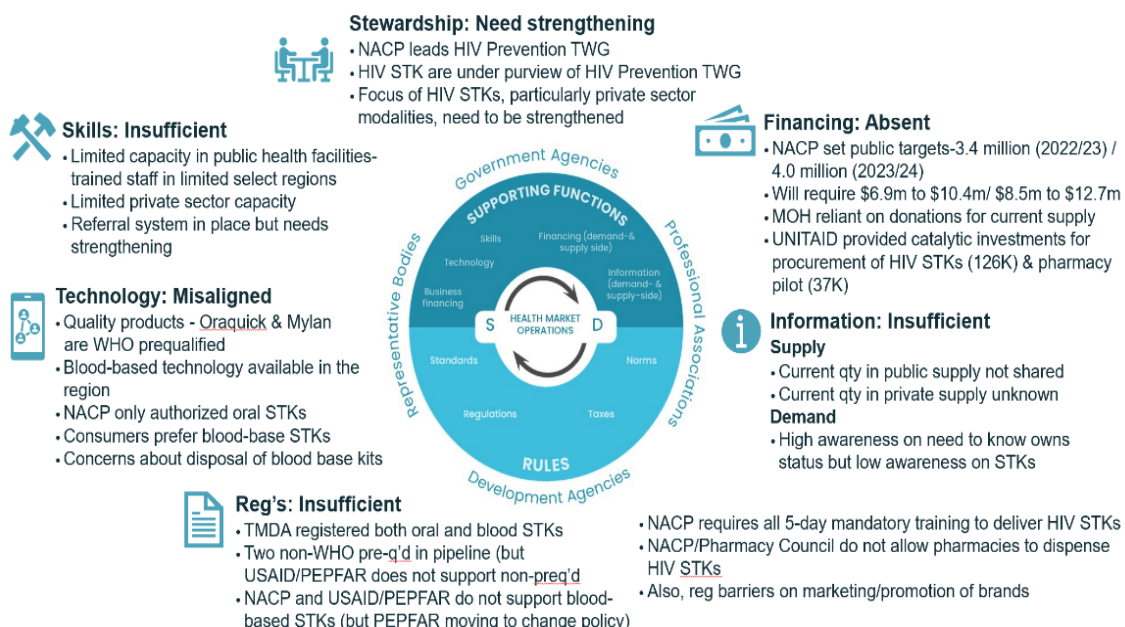 Stewardship: Need strengthening
• NACP leads HIV Prevention TWG
• HIV STK are under purview of HIV Prevention TWG
• Focus of HIV STKs, particularly private sector
modalities, need to be strengthened
Skills: Insufficient
• Limited capacity in public health facilities-
trained staff in limited select regions
• Limited private sector capacity
• Referral system in place but needs
strengthening
Technology: Misaligned
• Quality products - Oraquick & Mylan
are WHO prequalified
• Blood-based technology available in the
region
• NACP only authorized oral STKs
• Consumers prefer blood-base STKs
• Concerns about disposal of blood base kits
Government Agencies
Representative Bodies
Professional Associations
Development Agencies
SUPPORTING FUNCTIONS
Skills
Financing (demand-&
supply side)
Technology
Information
(demand-&
supply-side)
Business
financing
S
HEALTH MARKET
OPERATIONS
D
Standards
Norms
Regulations
Taxes
RULES
Financing: Absent
• NACP set public targets-3.4 million (2022/23) /
4.0 million (2023/24)
• Will require $6.9m to $10.4m/ $8.5m to $12.7m
• MOH reliant on donations for current supply
• UNITAID provided catalytic investments for
procurement of HIV STKs (126K) & pharmacy
pilot (37K)
Information: Insufficient
Supply
• Current qty in public supply not shared
• Current qty in private supply unknown
Demand
• High awareness on need to know owns
status but low awareness on STKs
Reg's: Insufficient
• TMDA registered both oral and blood STKs
• Two non-WHO pre-q'd in pipeline (but
USAID/PEPFAR does not support non-preq'd
• NACP and USAID/PEPFAR do not support blood-
based STKs (but PEPFAR moving to change policy)
• NACP requires all 5-day mandatory training to deliver HIV STKs
• NACP/Pharmacy Council do not allow pharmacies to dispense
HIV STKs
• Also, reg barriers on marketing/promotion of brands